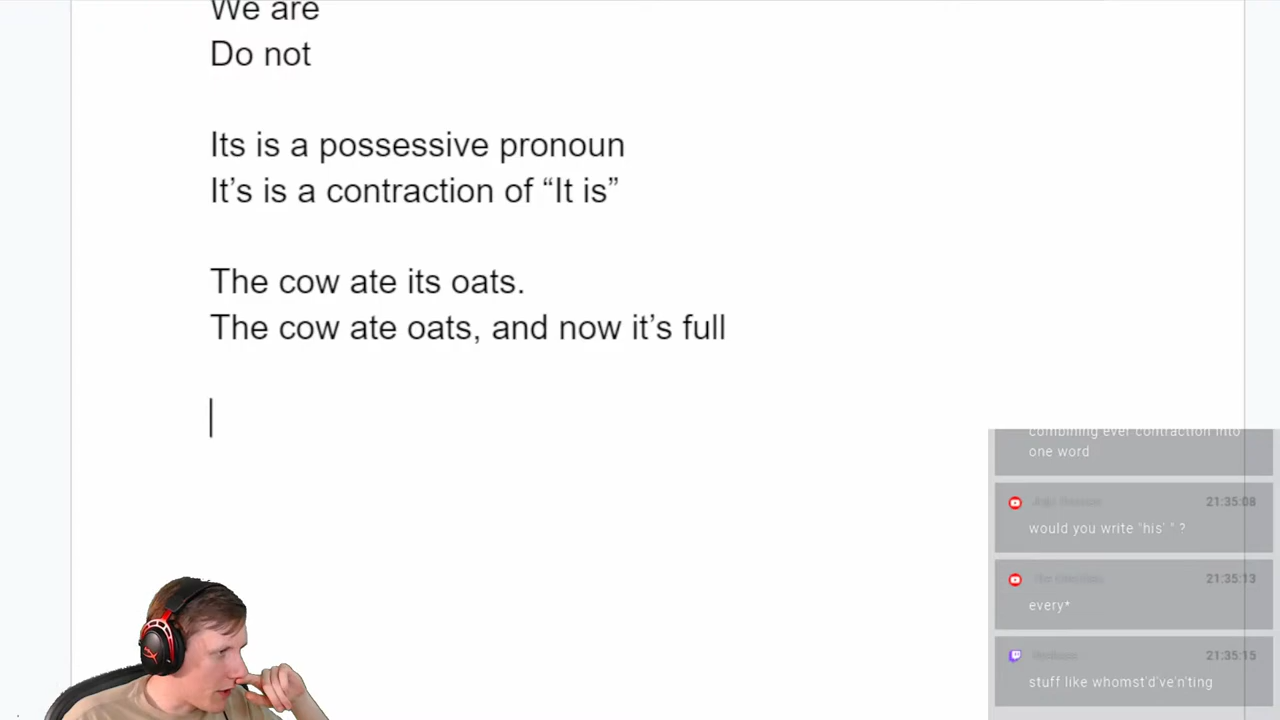 We are
Do not
Its is a possessive pronoun
It’s is a contraction of “It is”
The cow ate its oats.
The cow ate oats, and now it’s full
combining ever contraction into
one word
21:35:08
would you write "his' " ?
21:35:13
every*
21:35:15
stuff like whomst'd've'n'ting